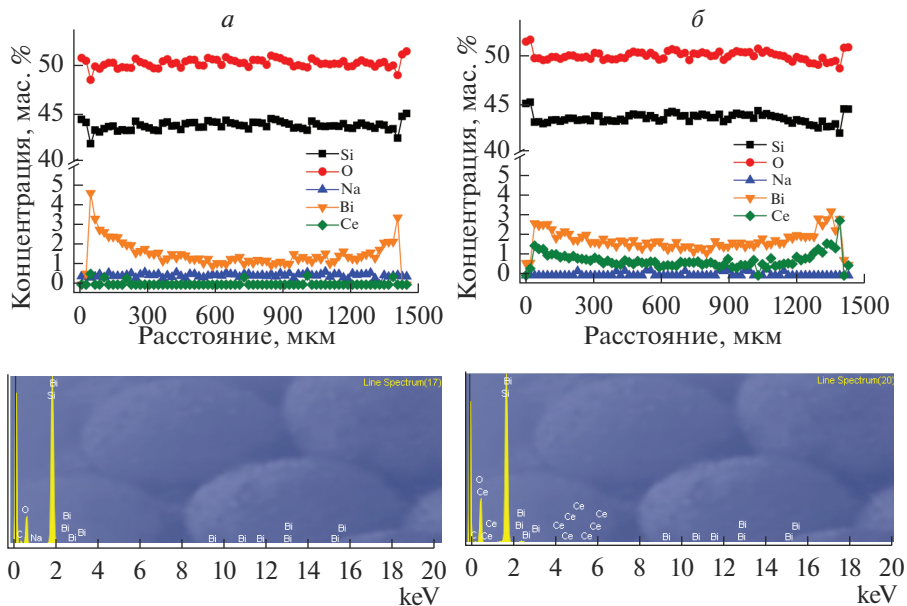 а
Концентрация, мас. %
50
45
40
5
4
3
2
1
0
Si
O
Na
Bi
Ce
0 300 600 900 1200 1500
Расстояние, мкм
б
Концентрация, мас. %
50
45
40
5
4
3
2
1
0
Si
O
Na
Bi
Ce
0 300 600 900 1200 1500
Расстояние, мкм
Line Spectrum(17)
Bi
Si
O
C
Na
Bi
Bi
Bi
Bi
Bi
Bi
Bi
Bi
Bi
Bi
Bi
0 2 4 6 8 10 12 14 16 18 20
keV
Line Spectrum(20)
Bi
Si
O
Ce
Ce
C
Ce
Bi
Bi
Bi
Bi
Ce
Ce
Ce
Ce
Ce
Ce
Ce
Ce
Bi
Bi
Bi
Bi
Bi
Bi
Bi
0 2 4 6 8 10 12 14 16 18 20
keV